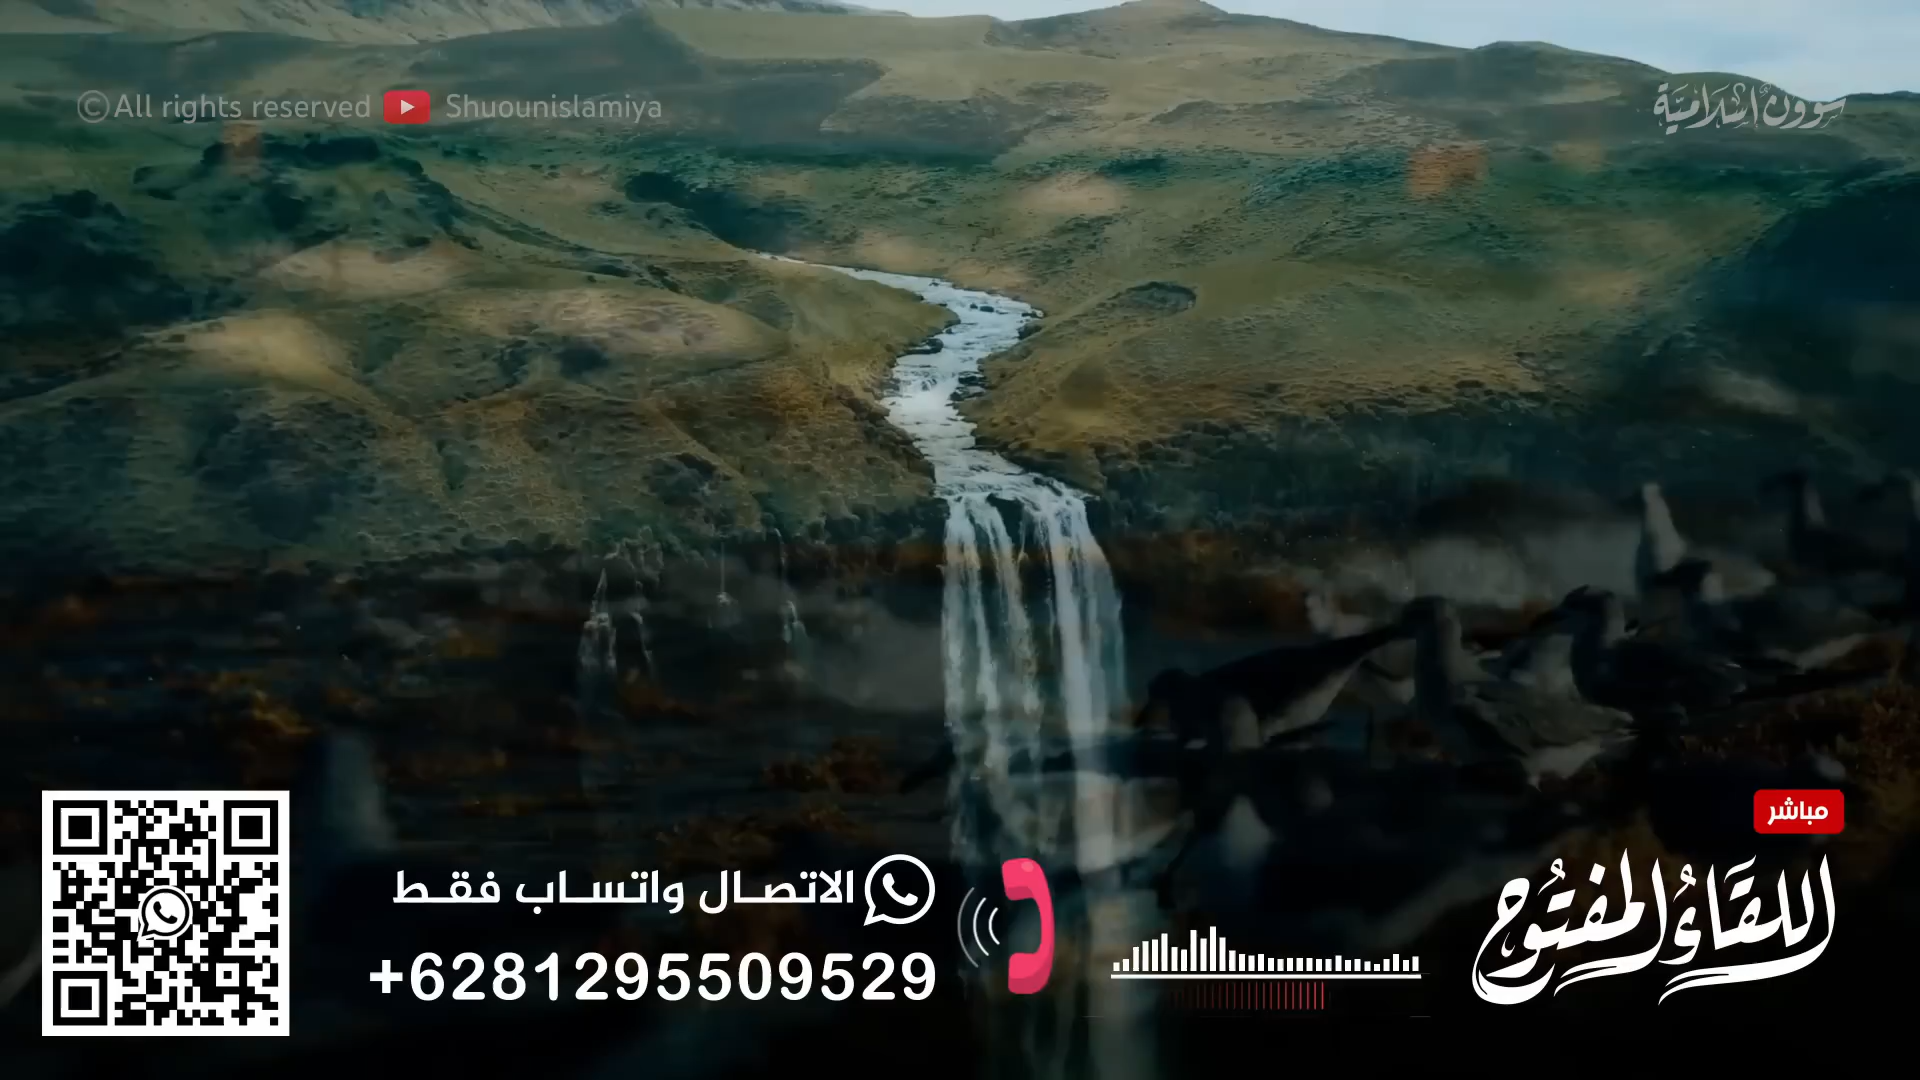 ©All rights reserved Shuounislamiya
شؤون إسلامية
مباشر
اللقاء المفتوح
الاتصال واتساب فقط
+6281295509529